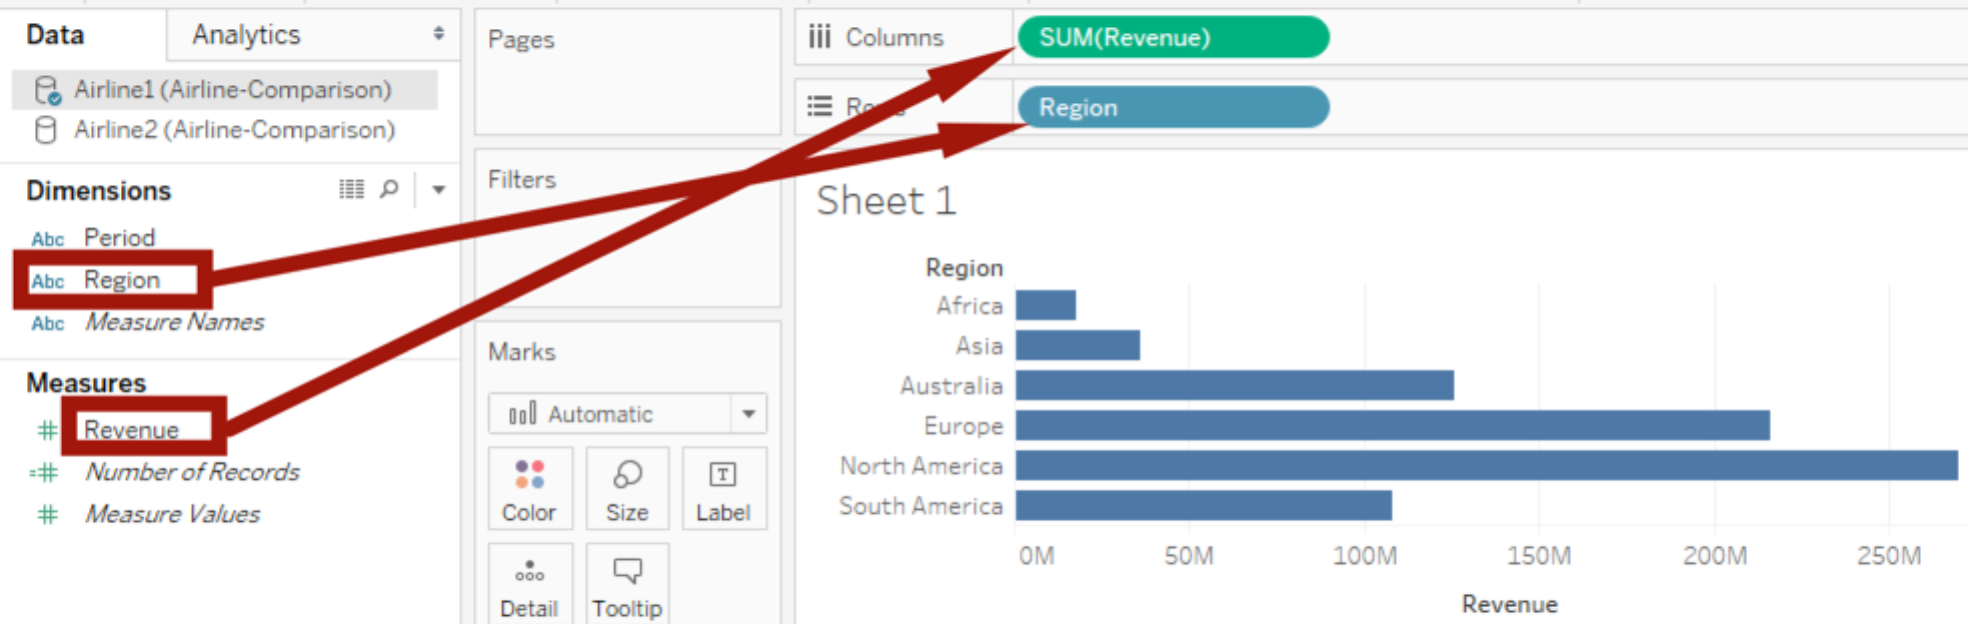 Data
Analytics
Airline1 (Airline-Comparison)
Airline2 (Airline-Comparison)
Dimensions
Abc Period
Abc Region
Abc Measure Names
Measures
# Revenue
=# Number of Records
# Measure Values
Pages
Filters
Marks
Automatic
Color
Size
T
Label
Detail
Tooltip
Columns
SUM(Revenue)
Region
Sheet 1
Region
Africa
Asia
Australia
Europe
North America
South America
0M 50M 100M 150M 200M 250M
Revenue